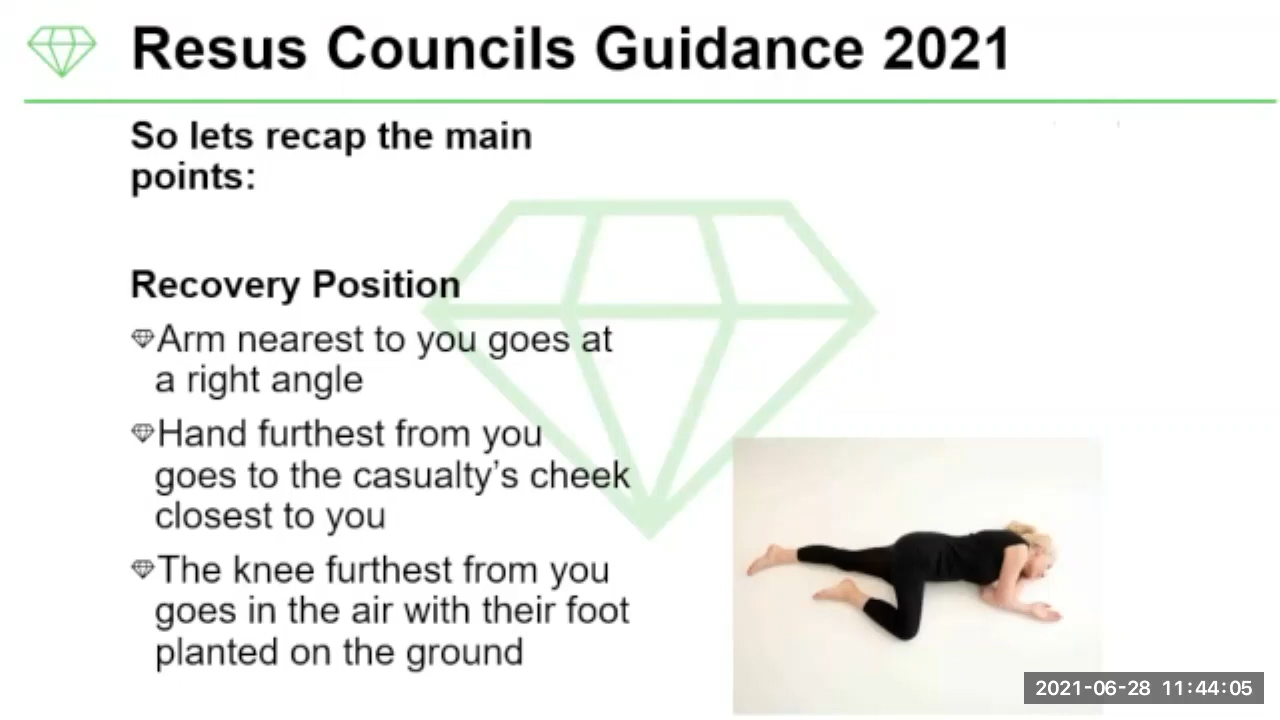 Resus Councils Guidance 2021
So lets recap the main
points:
Recovery Position
Arm nearest to you goes at
a right angle
Hand furthest from you
goes to the casualty’s cheek
closest to you
The knee furthest from you
goes in the air with their foot
planted on the ground
2021-06-28 11:44:05